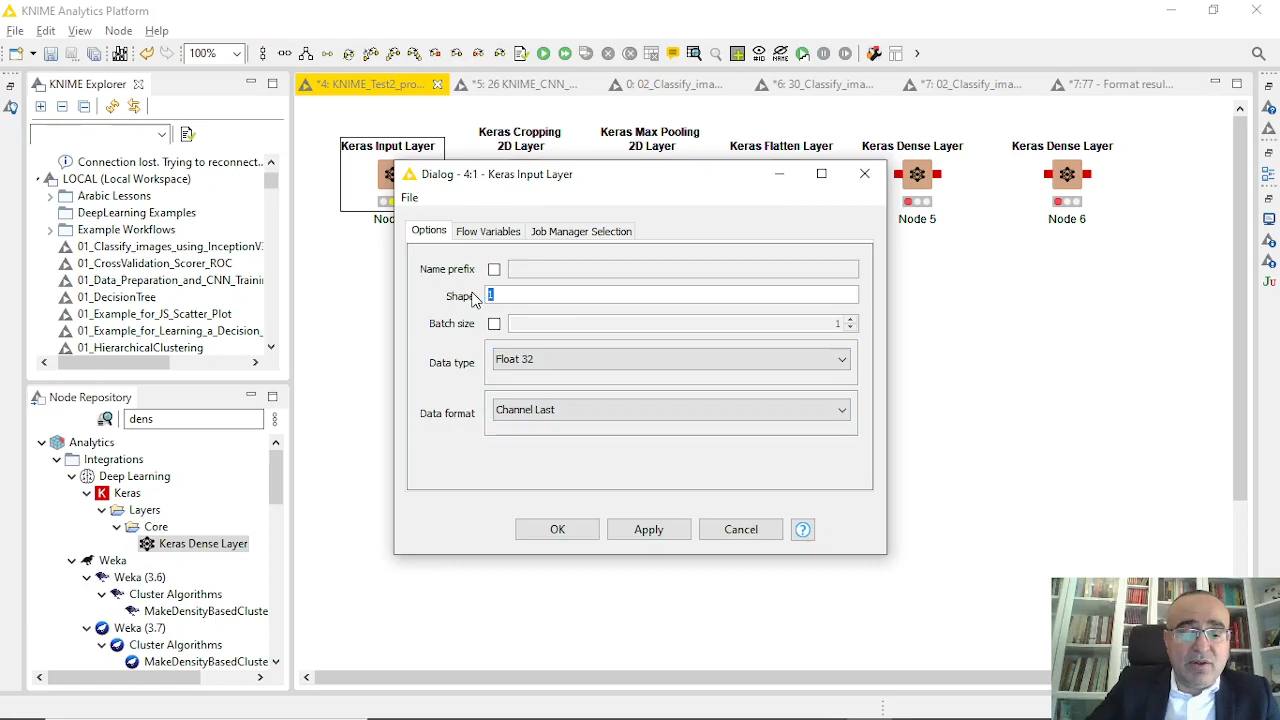 KNIME Analytics Platform
File Edit View Node Help
100%
KNIME Explorer
*4: KNIME_Test2_pro...
*5: 26 KNIME_CNN_...
0: 02_Classify_ima...
*6: 30_Classify_ima...
*7: 02_Classify_ima...
*7:77 - Format resul...
Connection lost. Trying to reconnect...
LOCAL (Local Workspace)
Arabic Lessons
DeepLearning Examples
Example Workflows
01_Classify_images_using_InceptionV3
01_CrossValidation_Scorer_ROC
01_Data_Preparation_and_CNN_Trainin
01_DecisionTree
01_Example_for_JS_Scatter_Plot
01_Example_for_Learning_a_Decision_
01_HierarchicalClustering
Node Repository
dens
Analytics
Integrations
Deep Learning
K Keras
Layers
Core
Keras Dense Layer
Weka
Weka (3.6)
Cluster Algorithms
MakeDensityBasedCluste
Weka (3.7)
Cluster Algorithms
MakeDensityBasedCluste
Keras Input Layer
Keras Cropping
2D Layer
Keras Max Pooling
2D Layer
Keras Flatten Layer
Keras Dense Layer
Keras Dense Layer
Node 5
Node 6
Dialog - 4:1 - Keras Input Layer
File
Options Flow Variables Job Manager Selection
Name prefix
Shape 1
Batch size 1
Data type Float 32
Data format Channel Last
OK Apply Cancel ?
Ju